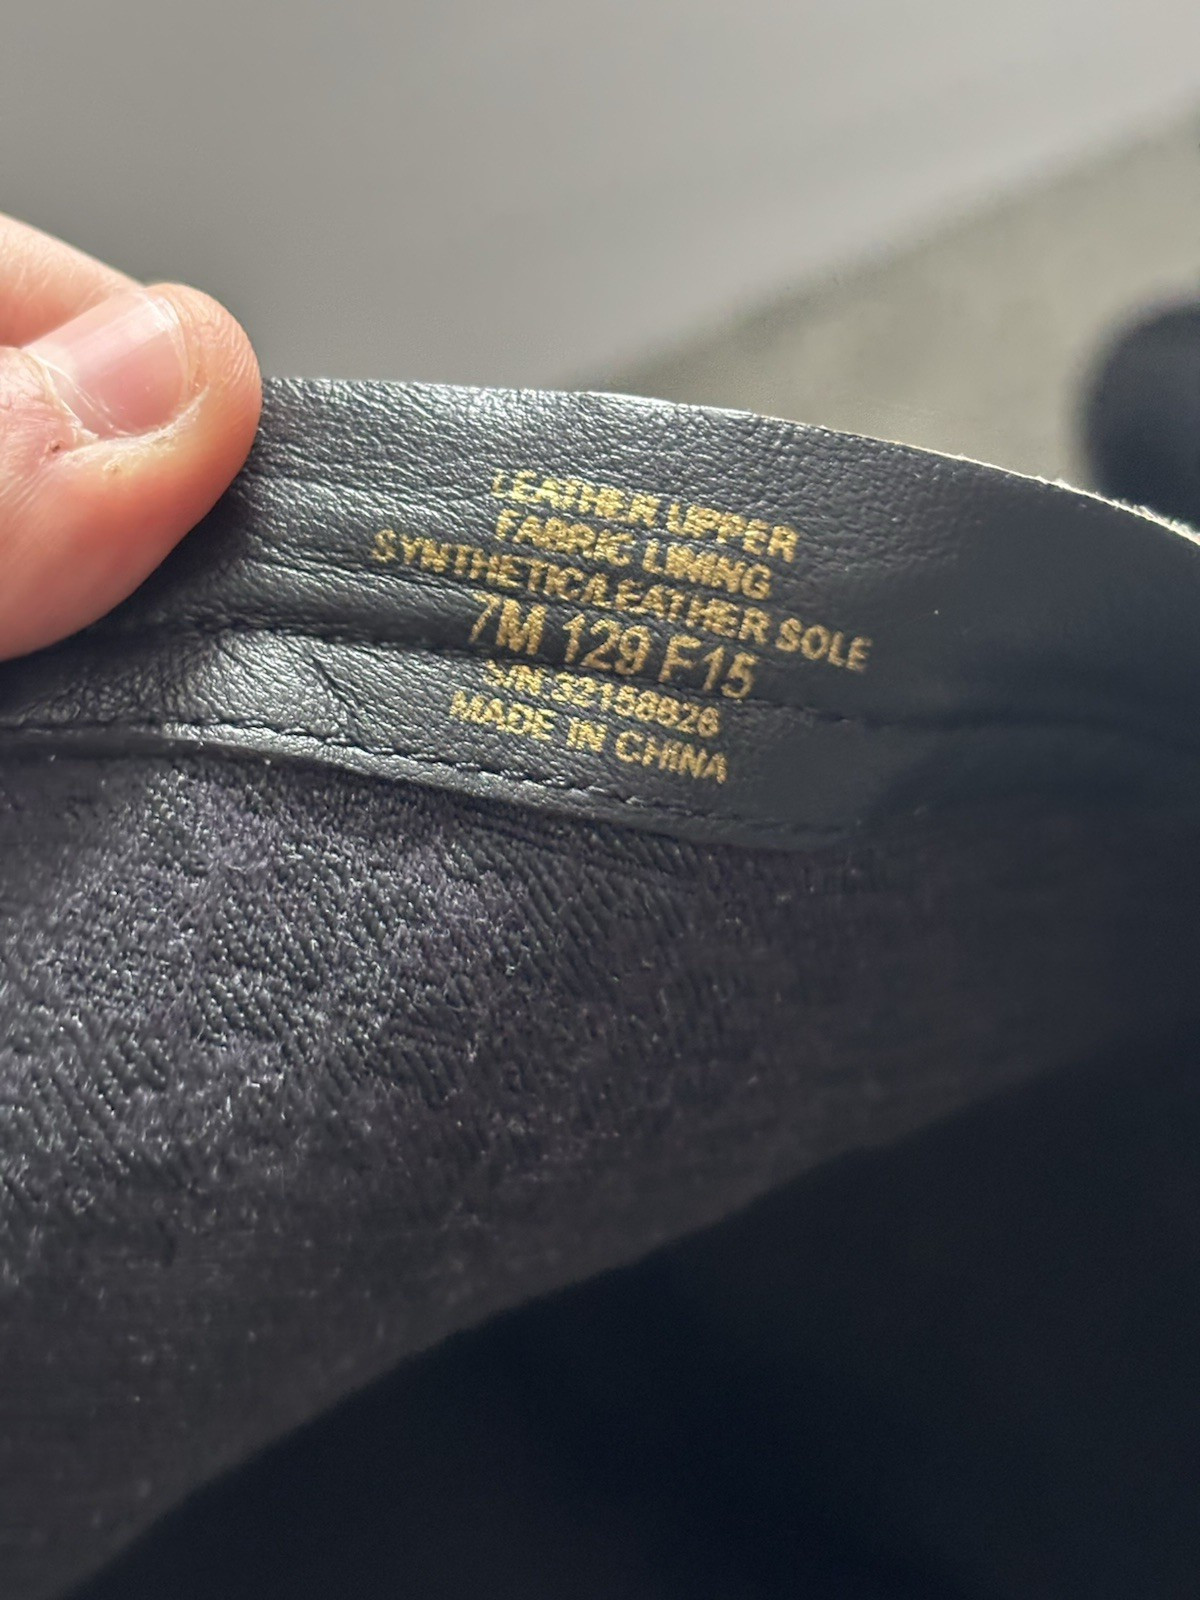 LEATHER UPPER
FABRIC LINING
SYNTHETIC/LEATHER SOLE
7M 129 F15
S/N 32158826
MADE IN CHINA